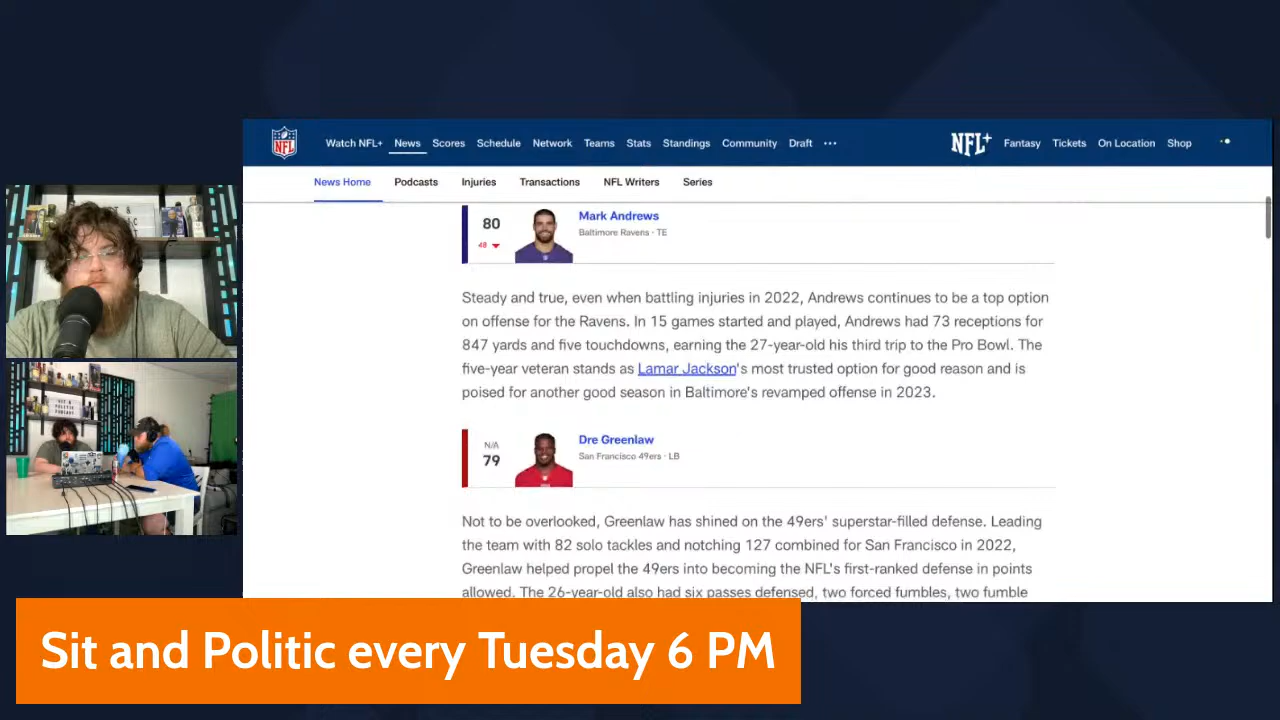 NFL
Watch NFL+ News Scores Schedule Network Teams Stats Standings Community Draft ••• NFL+ Fantasy Tickets On Location Shop
News Home Podcasts Injuries Transactions NFL Writers Series
80 Mark Andrews
48 Baltimore Ravens · TE
Steady and true, even when battling injuries in 2022, Andrews continues to be a top option
on offense for the Ravens. In 15 games started and played, Andrews had 73 receptions for
847 yards and five touchdowns, earning the 27-year-old his third trip to the Pro Bowl. The
five-year veteran stands as Lamar Jackson's most trusted option for good reason and is
poised for another good season in Baltimore's revamped offense in 2023.
N/A Dre Greenlaw
79 San Francisco 49ers · LB
Not to be overlooked, Greenlaw has shined on the 49ers' superstar-filled defense. Leading
the team with 82 solo tackles and notching 127 combined for San Francisco in 2022,
Greenlaw helped propel the 49ers into becoming the NFL's first-ranked defense in points
allowed. The 26-year-old also had six passes defensed, two forced fumbles, two fumble
SIT &
POLITIC
PODCAST
Sit and Politic every Tuesday 6 PM